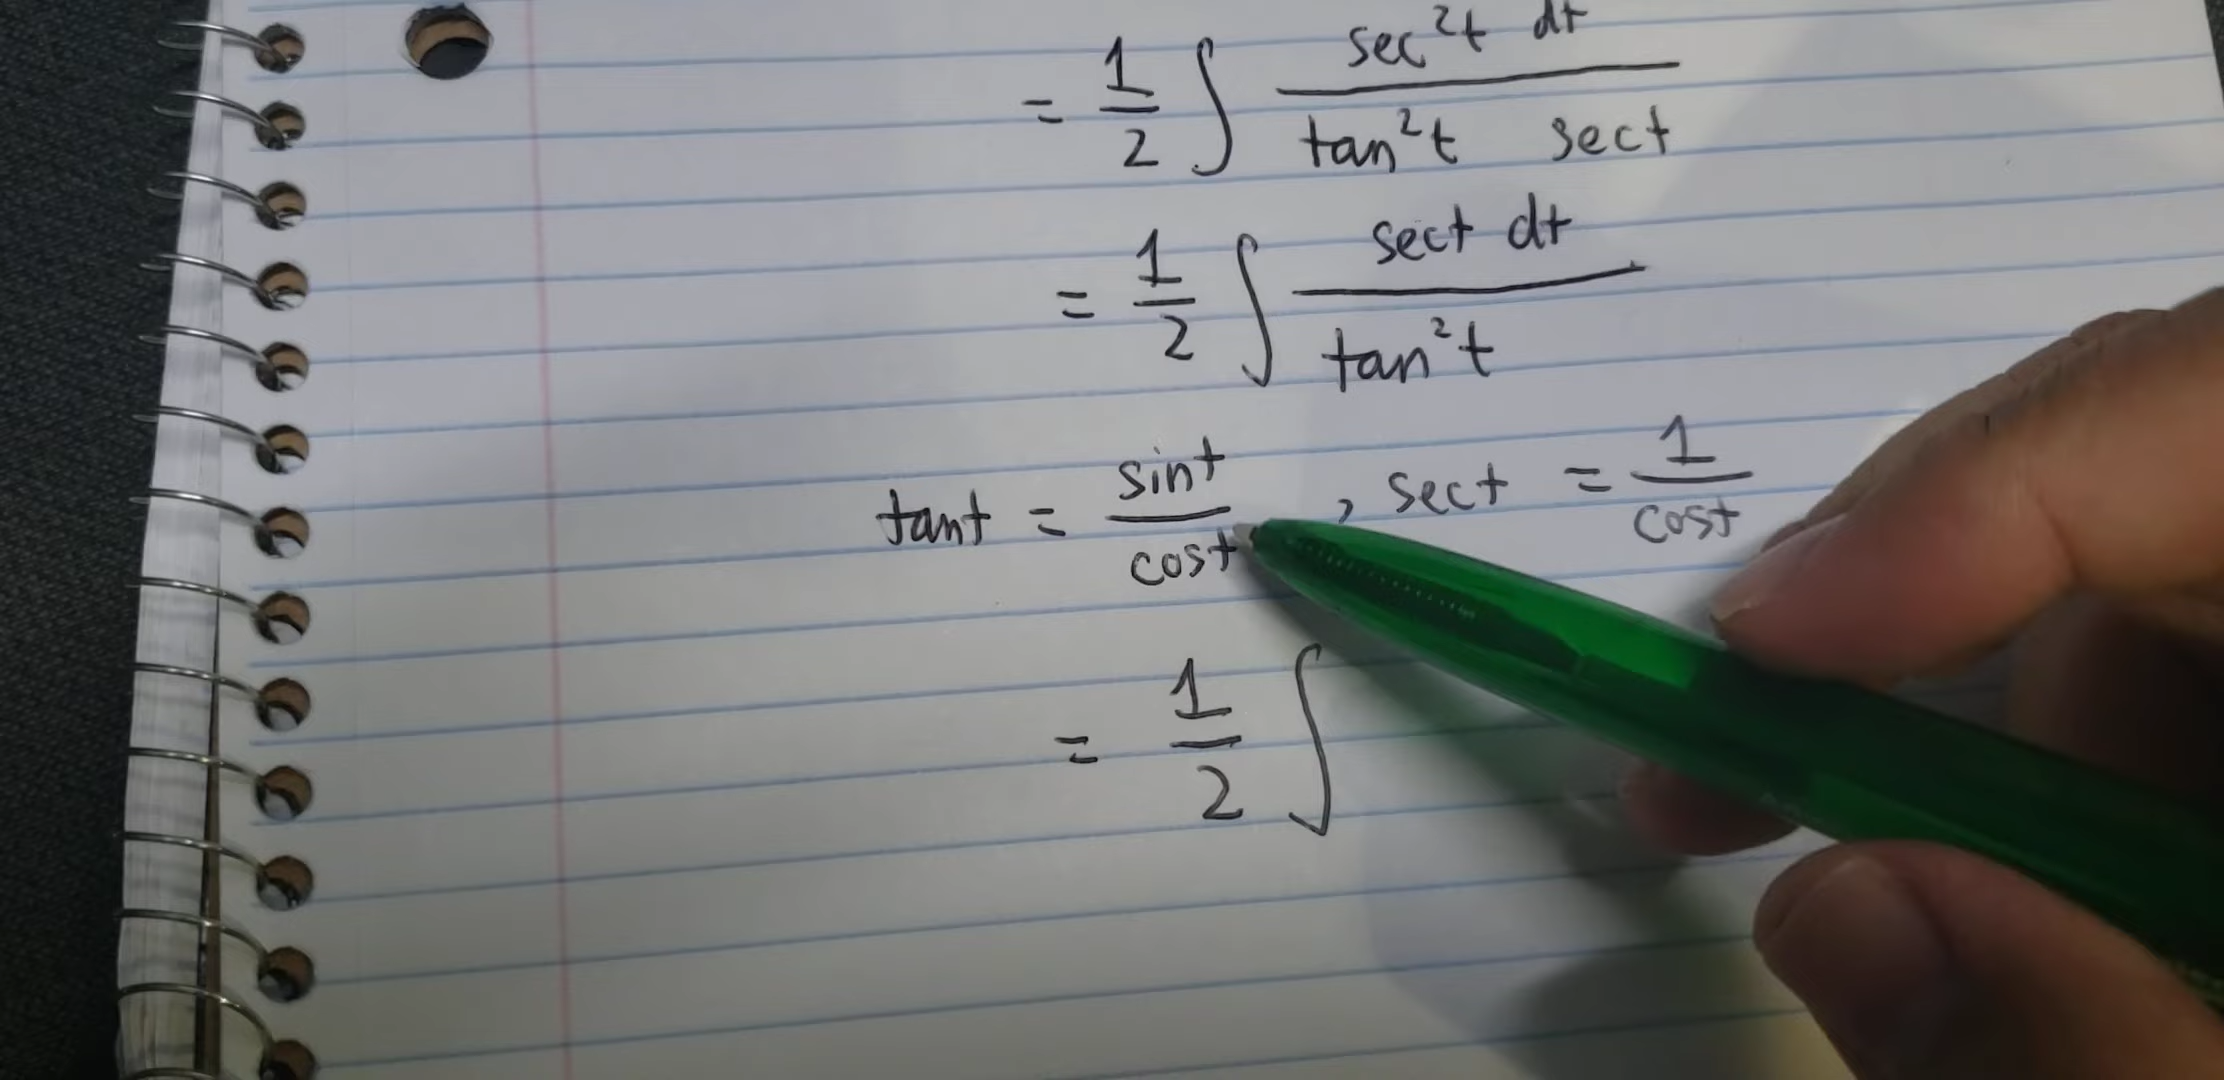 = 1/2 ∫ sec²t dt / tan²t sect
= 1/2 ∫ sect dt / tan²t
tant = sint / cost , sect = 1 / cost
= 1/2 ∫